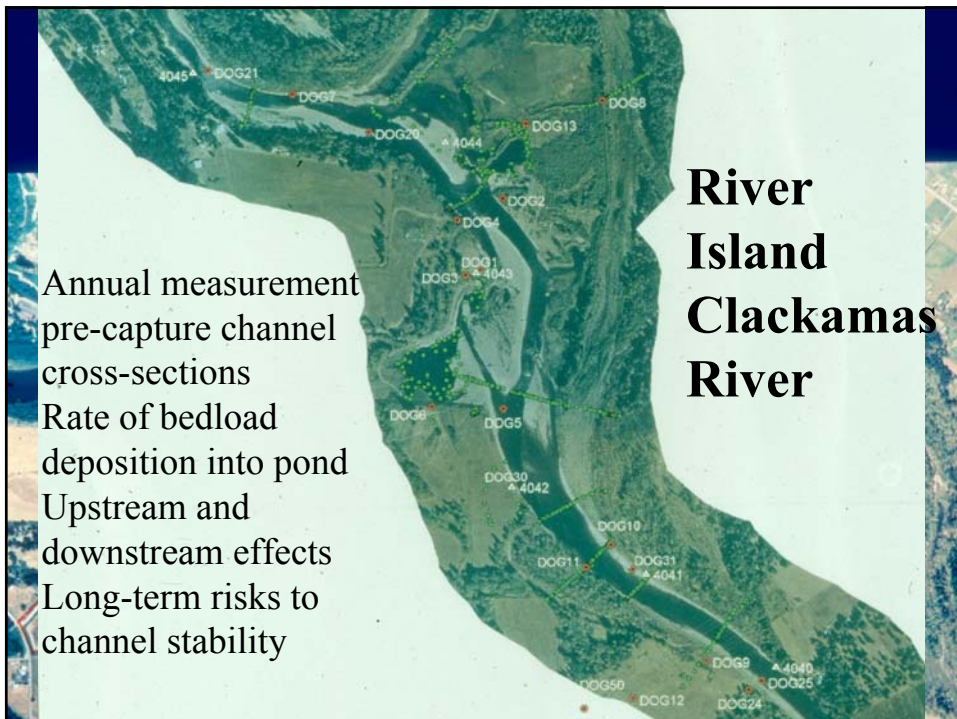 River
Island
Clackamas
River
Annual measurement
pre-capture channel
cross-sections
Rate of bedload
deposition into pond
Upstream and
downstream effects
Long-term risks to
channel stability
4045 DOG21
DOG7
DOG8
DOG20
DOG13
4044
DOG2
DOG4
DOG1
DOG3 4043
DOG6
DOG5
DOG30
4042
DOG10
DOG11
DOG31
4041
DOG9
4040
DOG25
DOG24
DOG50
DOG12